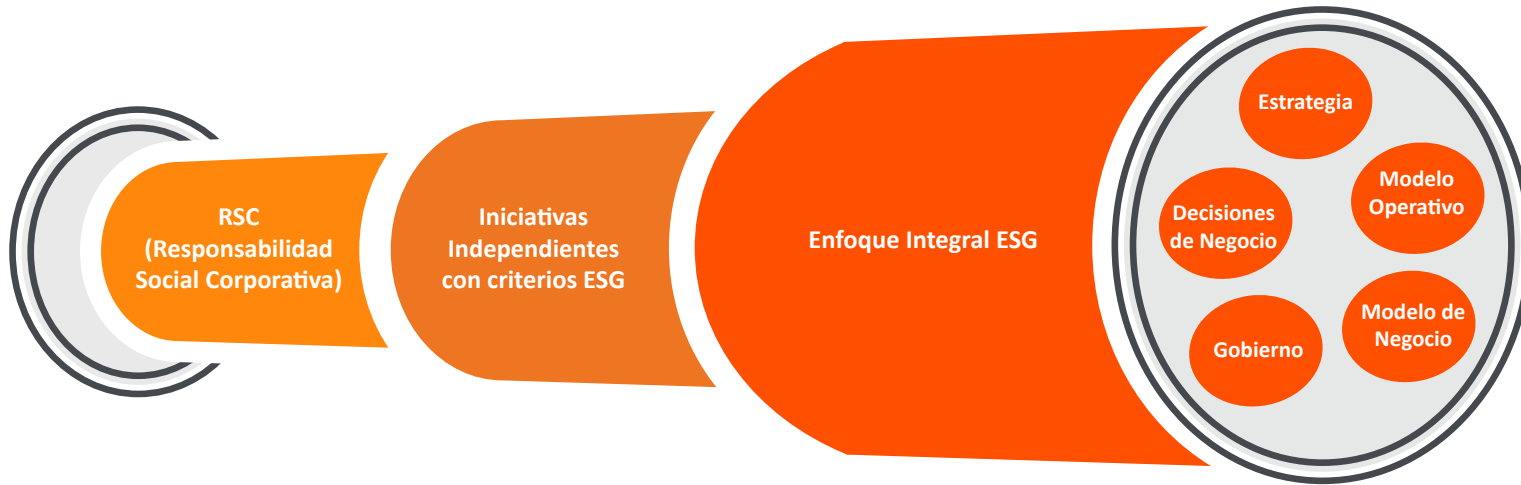 RSC
(Responsabilidad
Social Corporativa)
Iniciativas
Independientes
con criterios ESG
Enfoque Integral ESG
Estrategia
Modelo
Operativo
Decisiones
de Negocio
Modelo de
Negocio
Gobierno